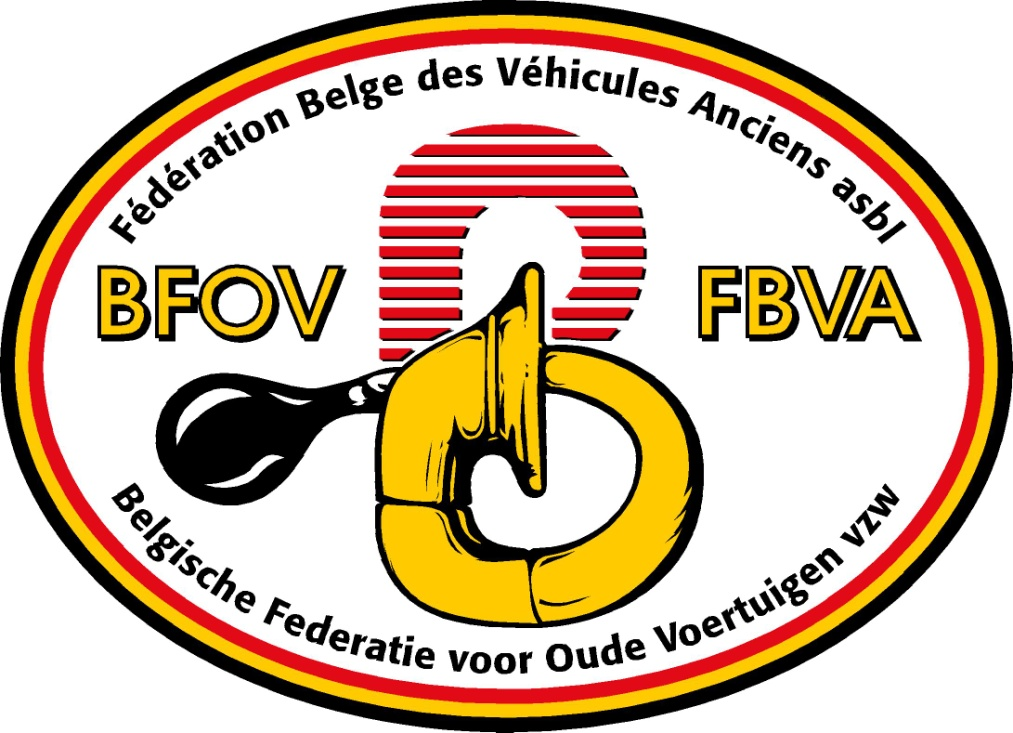 Fédération Belge des Véhicules Anciens asbl
BFOV FBVA
Belgische Federatie voor Oude Voertuigen vzw